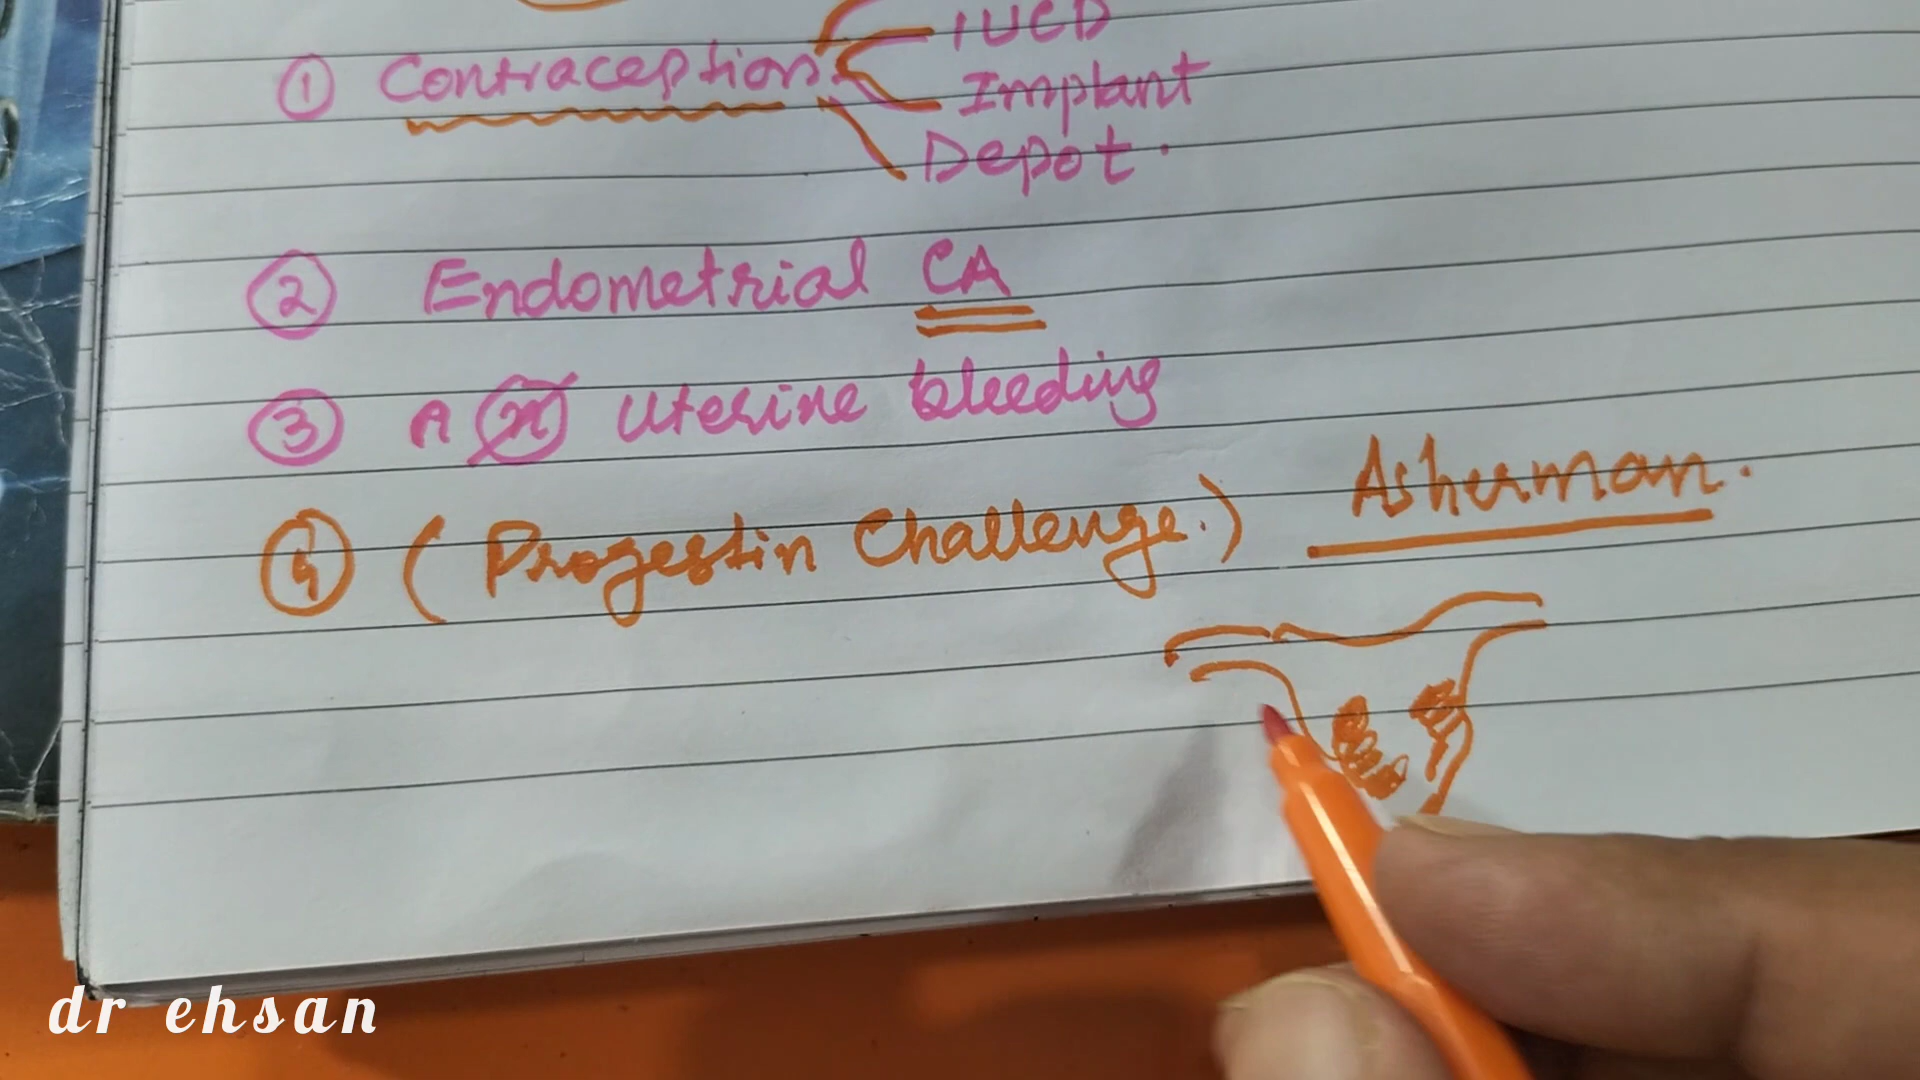 IUCD
① Contraception
Implant
Depot.
② Endometrial CA
③ A (n) Uterine bleeding
④ (Progestin Challenge.) Asherman.
dr ehsan